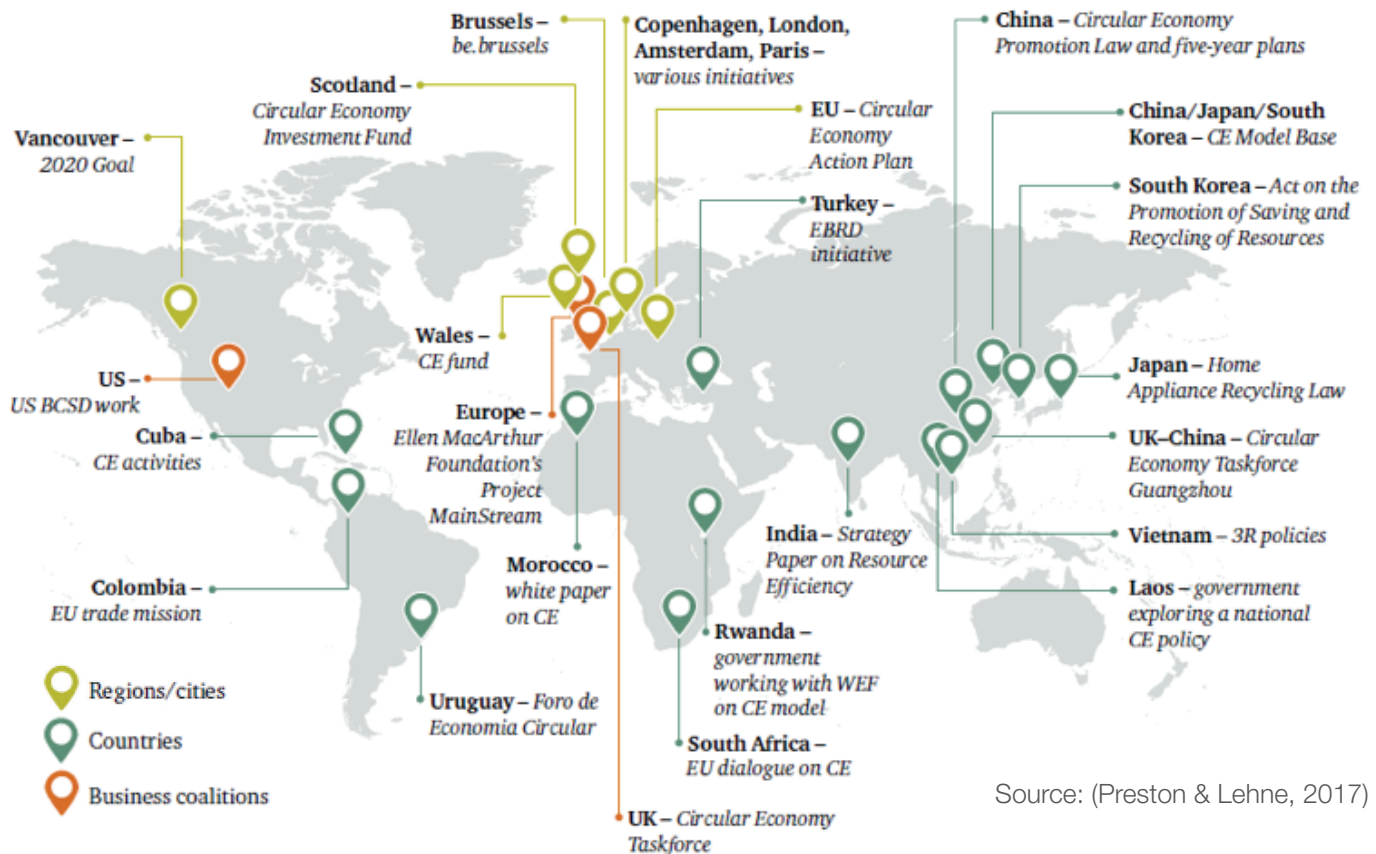 Brussels –
be.brussels
Copenhagen, London,
Amsterdam, Paris –
various initiatives
China – Circular Economy
Promotion Law and five-year plans
Scotland –
Circular Economy
Investment Fund
EU – Circular
Economy
Action Plan
China/Japan/South
Korea – CE Model Base
Vancouver –
2020 Goal
South Korea – Act on the
Promotion of Saving and
Recycling of Resources
Turkey –
EBRD
initiative
Wales –
CE fund
Japan – Home
Appliance Recycling Law
US –
US BCSD work
Europe –
Ellen MacArthur
Foundation's
Project
MainStream
Cuba –
CE activities
UK–China – Circular
Economy Taskforce
Guangzhou
India – Strategy
Paper on Resource
Efficiency
Vietnam – 3R policies
Morocco –
white paper
on CE
Colombia –
EU trade mission
Laos – government
exploring a national
CE policy
Rwanda –
government
working with WEF
on CE model
Uruguay – Foro de
Economia Circular
South Africa –
EU dialogue on CE
Regions/cities
Countries
Business coalitions
UK – Circular Economy
Taskforce
Source: (Preston & Lehne, 2017)